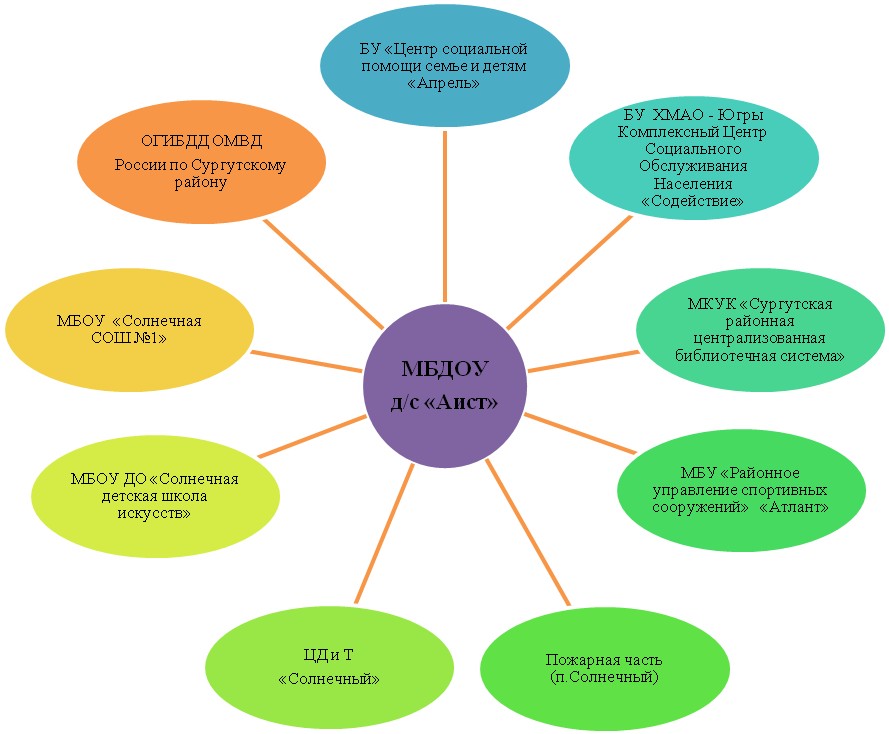 БУ «Центр социальной
помощи семье и детям
«Апрель»
БУ ХМАО - Югры
Комплексный Центр
Социального
Обслуживания
Населения
«Содействие»
МКУК «Сургутская
районная
централизованная
библиотечная система»
МБУ «Районное
управление спортивных
сооружений» «Атлант»
Пожарная часть
(п.Солнечный)
ЦД и Т
«Солнечный»
МБОУ ДО «Солнечная
детская школа
искусств»
МБОУ «Солнечная
СОШ.№1»
ОГИБДД ОМВД
России по Сургутскому
району
МБДОУ
д/с «Аист»